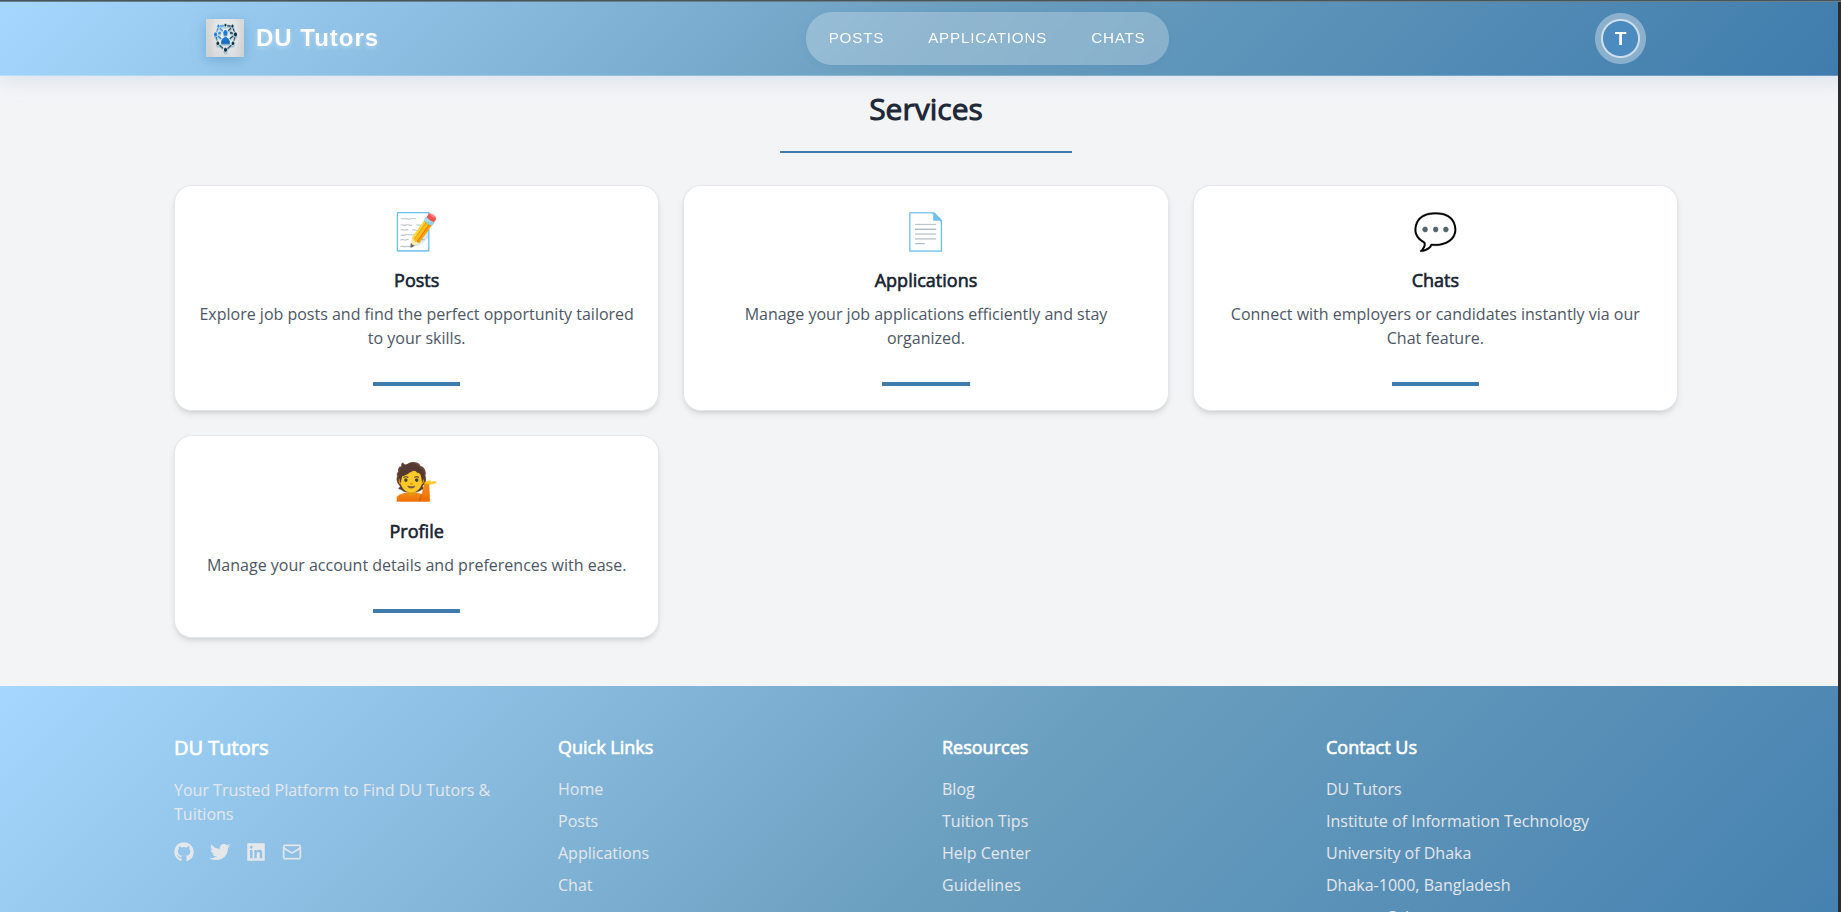 DU Tutors
POSTS
APPLICATIONS
CHATS
T
Services
Posts
Explore job posts and find the perfect opportunity tailored
to your skills.
Applications
Manage your job applications efficiently and stay
organized.
Chats
Connect with employers or candidates instantly via our
Chat feature.
Profile
Manage your account details and preferences with ease.
DU Tutors
Your Trusted Platform to Find DU Tutors &
Tuitions
Quick Links
Home
Posts
Applications
Chat
Resources
Blog
Tuition Tips
Help Center
Guidelines
Contact Us
DU Tutors
Institute of Information Technology
University of Dhaka
Dhaka-1000, Bangladesh